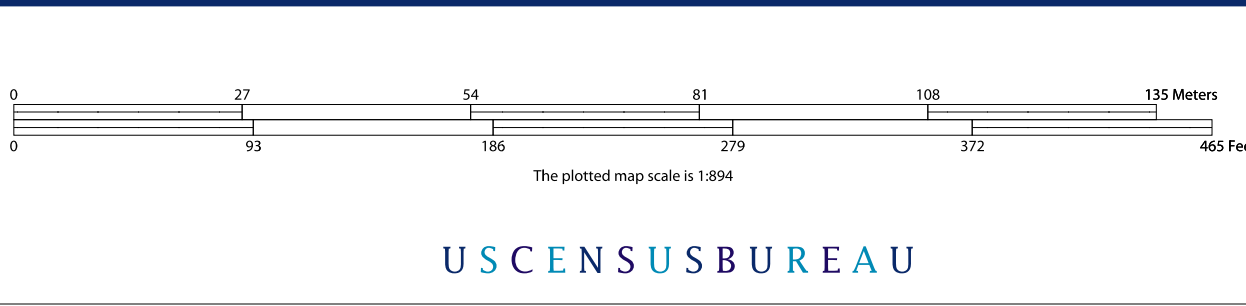 0 27 54 81 108 135 Meters
0 93 186 279 372 465 Fee
The plotted map scale is 1:894
USCENSUSBUREAU